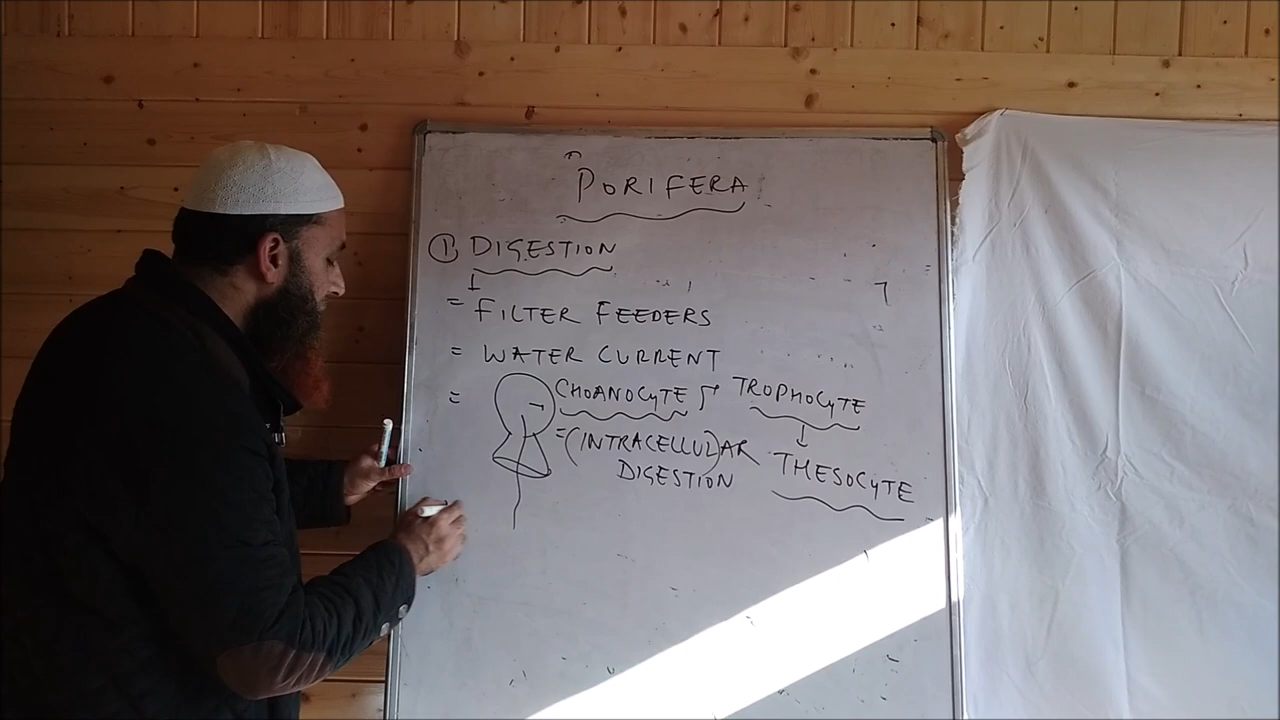 PORIFERA
① DIGESTION
= FILTER FEEDERS
= WATER CURRENT
= CHOANOCYTE TROPHOCYTE
=(INTRACELLULAR)
DIGESTION
THESOCYTE